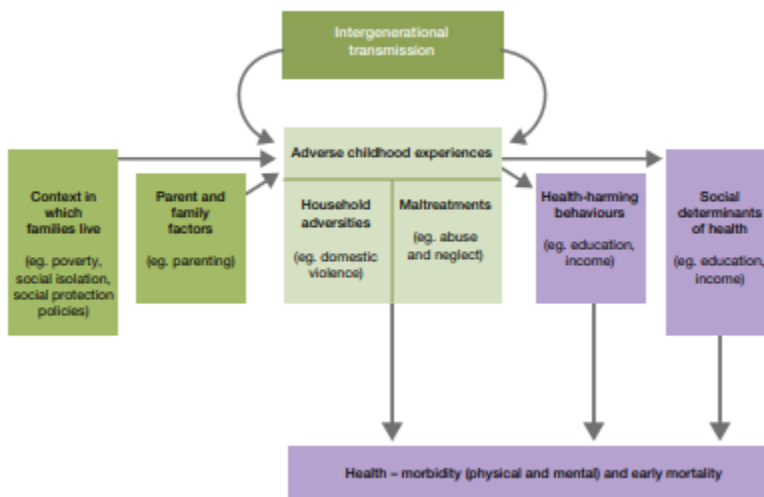 Intergenerational
transmission
Adverse childhood experiences
Context in
which
families live
(eg. poverty,
social isolation,
social protection
policies)
Parent and
family
factors
(eg. parenting)
Household
adversities
(eg. domestic
violence)
Maltreatments
(eg. abuse
and neglect)
Health-harming
behaviours
(eg. education,
income)
Social
determinants
of health
(eg. education,
income)
Health – morbidity (physical and mental) and early mortality